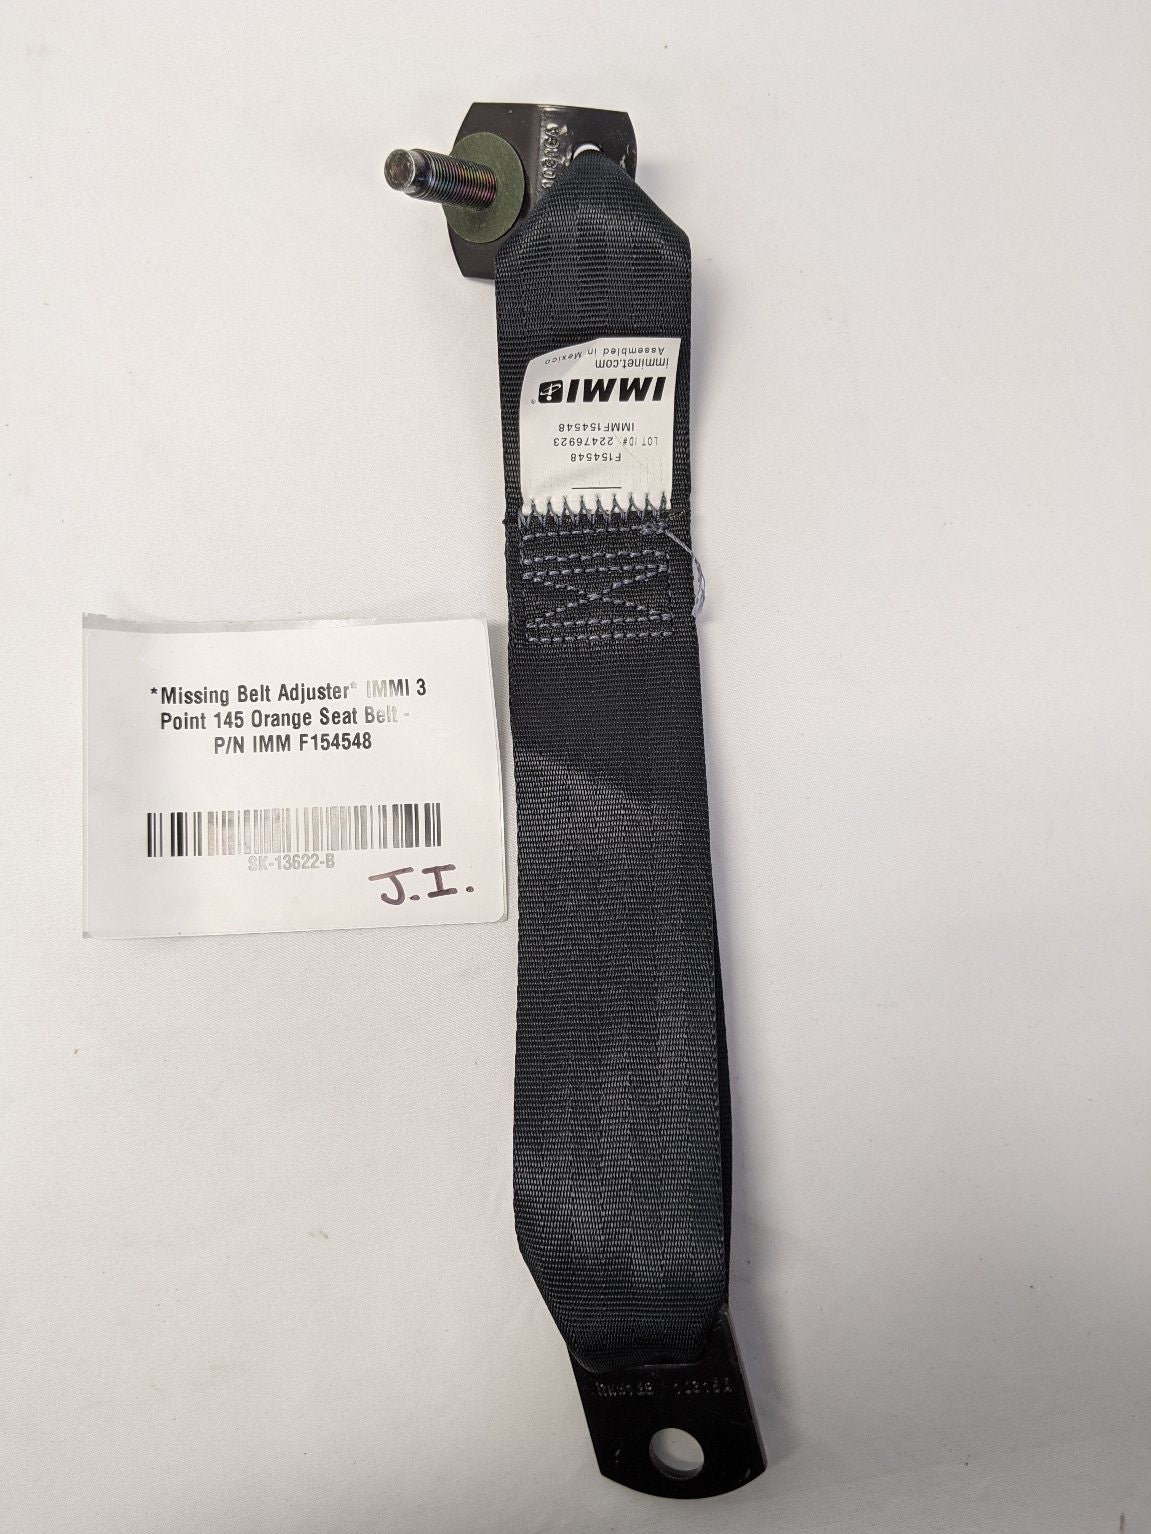 Assembled in Mexico
imminet.com
IMMI®
IMMF154548
LOT ID#: 22476923
F154548
*Missing Belt Adjuster* IMMI 3
Point 145 Orange Seat Belt -
P/N IMM F154548
SK-13622-B
J.I.